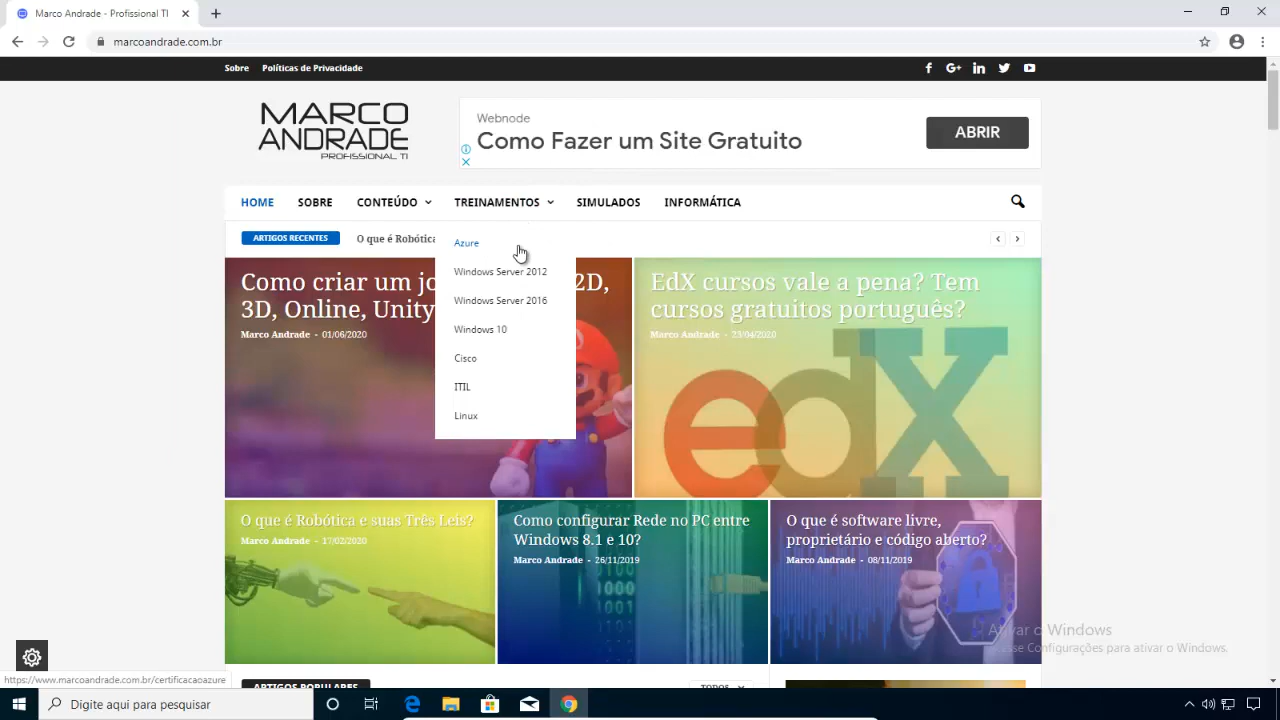 Marco Andrade - Profissional TI
marcoandrade.com.br
Sobre Políticas de Privacidade
MARCO
ANDRADE
PROFISSIONAL TI
Webnode
Como Fazer um Site Gratuito
ABRIR
HOME SOBRE CONTEÚDO TREINAMENTOS SIMULADOS INFORMÁTICA
ARTIGOS RECENTES O que é Robótica
Azure
Windows Server 2012
Windows Server 2016
Windows 10
Cisco
ITIL
Linux
Como criar um jo 2D,
3D, Online, Unity
Marco Andrade - 01/06/2020
EdX cursos vale a pena? Tem
cursos gratuitos português?
Marco Andrade - 23/04/2020
edX
O que é Robótica e suas Três Leis?
Marco Andrade - 17/02/2020
Como configurar Rede no PC entre
Windows 8.1 e 10?
Marco Andrade - 26/11/2019
O que é software livre,
proprietário e código aberto?
Marco Andrade - 08/11/2019
Ativar o Windows
esse Configurações para ativar o Windows.
https://www.marcoandrade.com.br/certificacaoazure
ARTIGOS POPULARES TODOS
Digite aqui para pesquisar